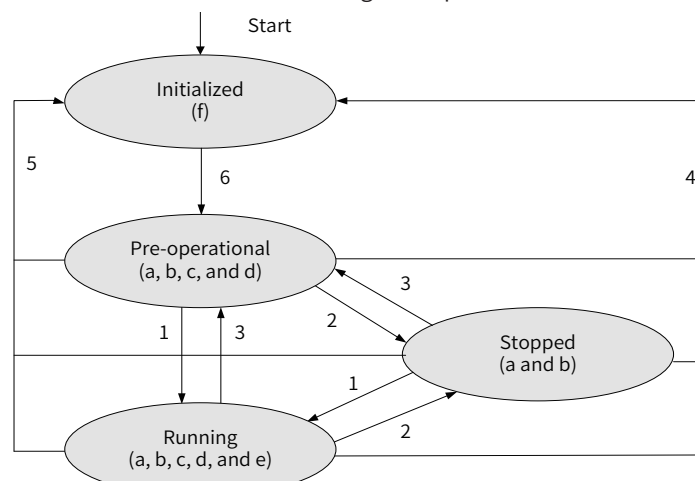 Start
Initialized
(f)
5
6
4
Pre-operational
(a, b, c, and d)
3
2
1
3
Stopped
(a and b)
1
2
Running
(a, b, c, d, and e)